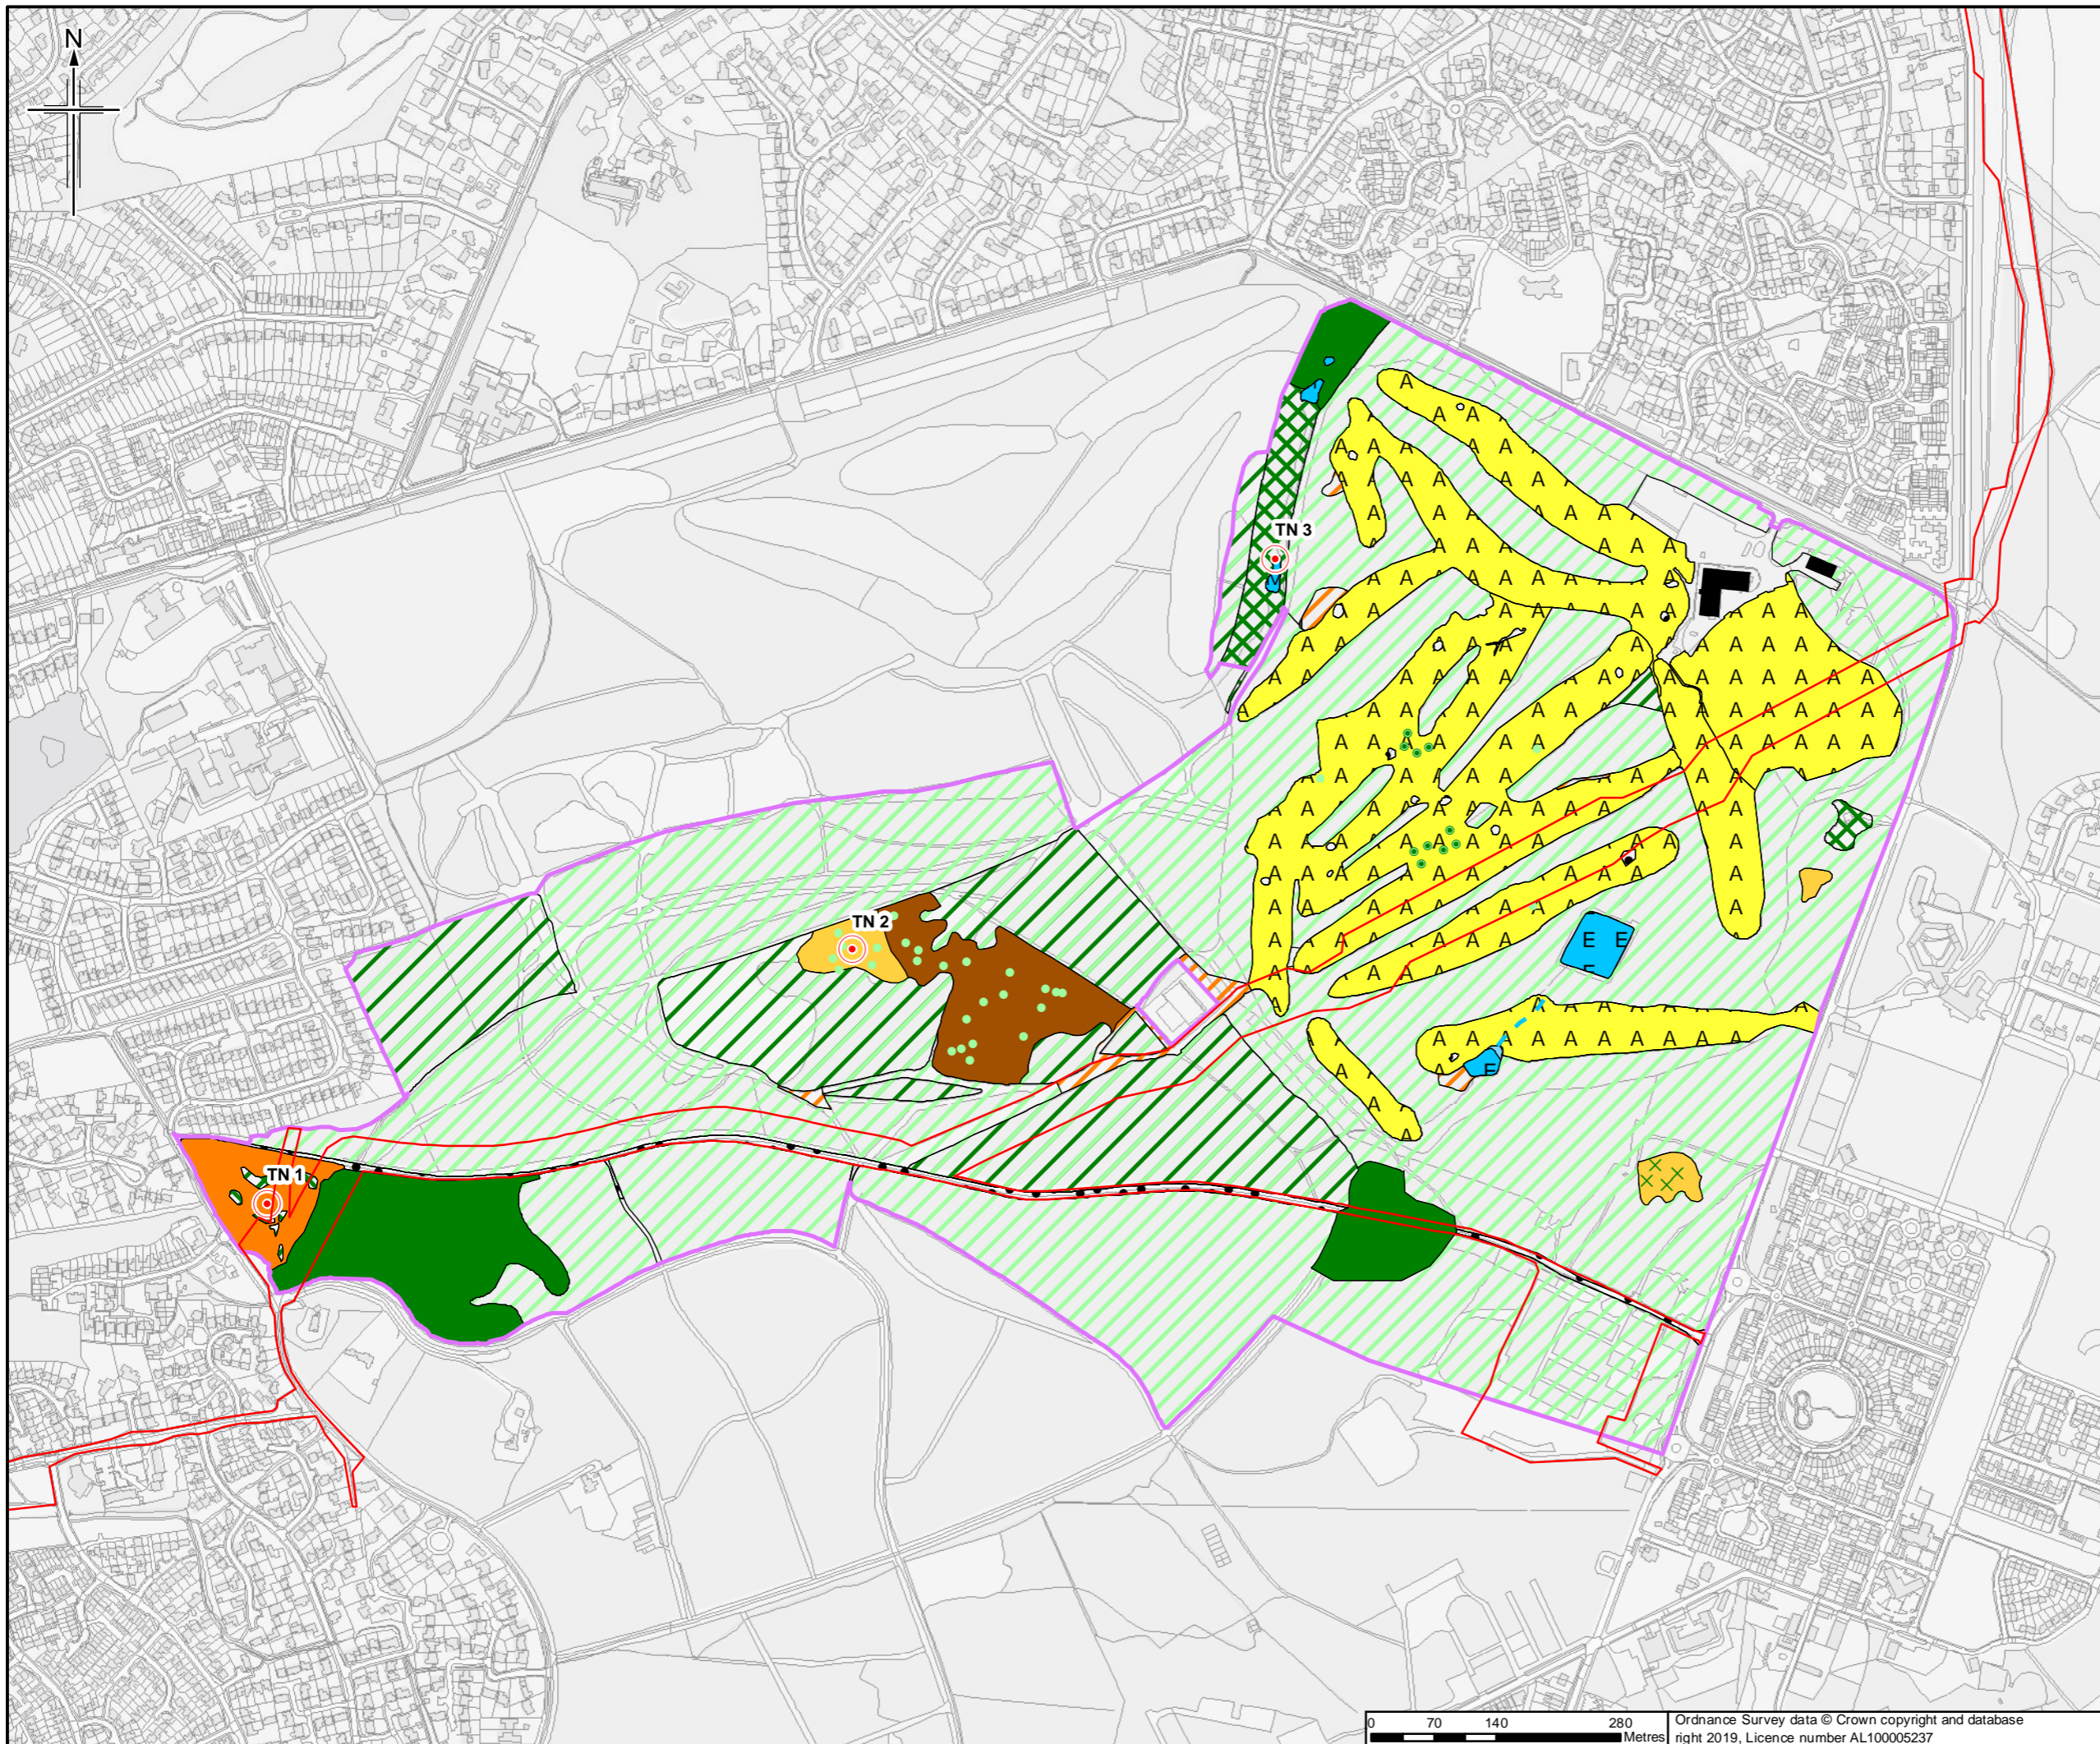 N
TN 3
TN 2
TN 1
E E
E
E
0 70 140 280
Metres
Ordnance Survey data © Crown copyright and database
right 2019, Licence number AL100005237